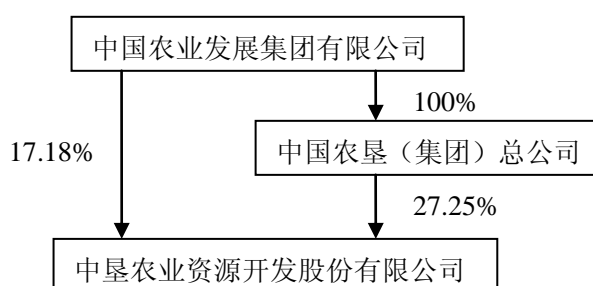 中国农业发展集团有限公司
100%
17.18%
中国农垦（集团）总公司
27.25%
中垦农业资源开发股份有限公司